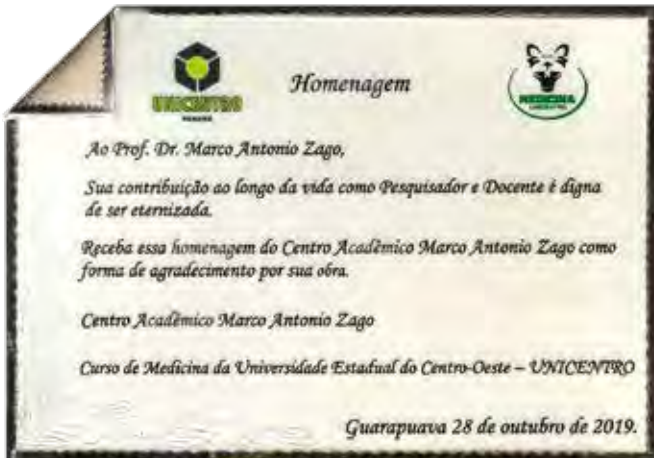 Homenagem
UNICENTRO
PARANÁ
MEDICINA
Ao Prof. Dr. Marco Antonio Zago,
Sua contribuição ao longo da vida como Pesquisador e Docente é digna
de ser eternizada.
Receba essa homenagem do Centro Acadêmico Marco Antonio Zago como
forma de agradecimento por sua obra.
Centro Acadêmico Marco Antonio Zago
Curso de Medicina da Universidade Estadual do Centro-Oeste – UNICENTRO
Guarapuava 28 de outubro de 2019.